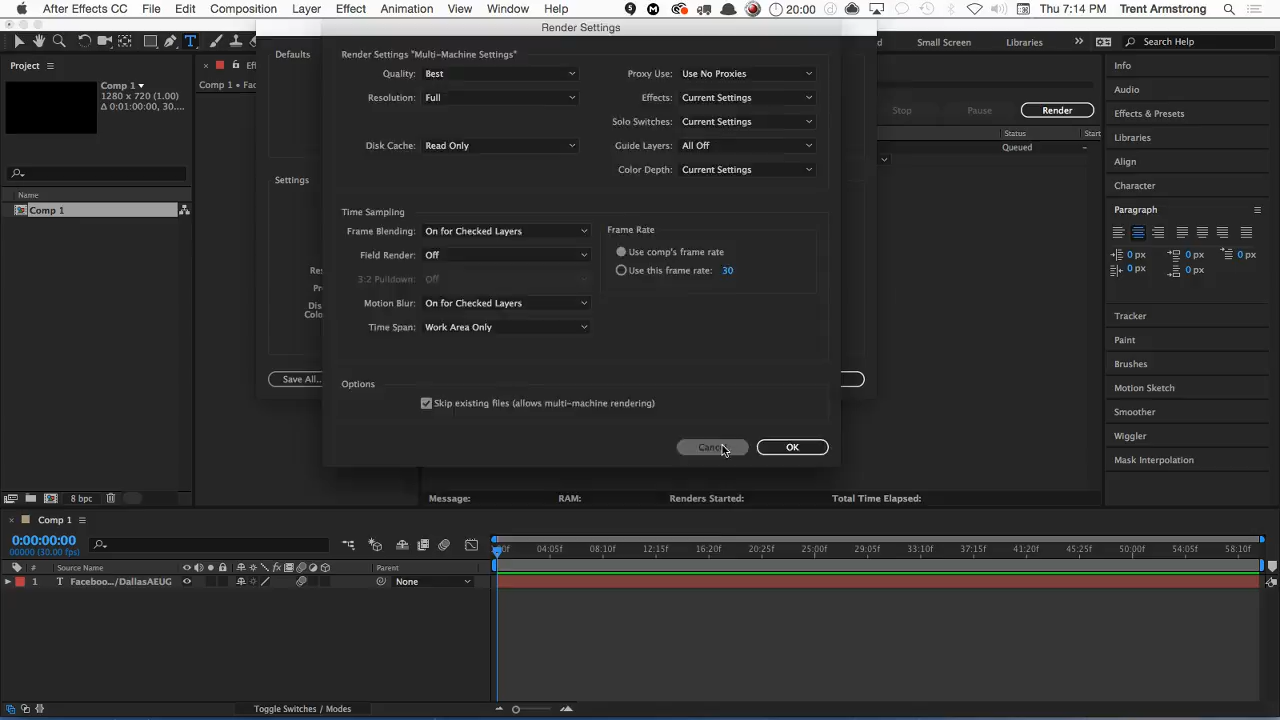 After Effects CC File Edit Composition Layer Effect Animation View Window Help 20:00 Thu 7:14 PM Trent Armstrong
Render Settings
Small Screen Libraries Search Help
Project
Defaults
Render Settings "Multi-Machine Settings"
Quality: Best Proxy Use: Use No Proxies
Resolution: Full Effects: Current Settings
Solo Switches: Current Settings
Disk Cache: Read Only Guide Layers: All Off
Color Depth: Current Settings
Comp 1
1280 x 720 (1.00)
Δ 0:01:00:00, 30....
Comp 1
Stop Pause Render
Status Start
Queued –
Settings
Name
Comp 1
Time Sampling
Frame Blending: On for Checked Layers
Field Render: Off
3:2 Pulldown: Off
Motion Blur: On for Checked Layers
Time Span: Work Area Only
Frame Rate
Use comp's frame rate
Use this frame rate: 30
Save All...
Options
Skip existing files (allows multi-machine rendering)
OK
Info
Audio
Effects & Presets
Libraries
Align
Character
Paragraph
0 px 0 px 0 px
0 px 0 px
Tracker
Paint
Brushes
Motion Sketch
Smoother
Wiggler
Mask Interpolation
8 bpc
Message: RAM: Renders Started: Total Time Elapsed:
Comp 1
0:00:00:00
00000 (30.00 fps)
04:05f 08:10f 12:15f 16:20f 20:25f 25:00f 29:05f 33:10f 37:15f 41:20f 45:25f 50:00f 54:05f 58:10f
# Source Name Parent
1 T Faceboo.../DallasAEUG None
Toggle Switches / Modes